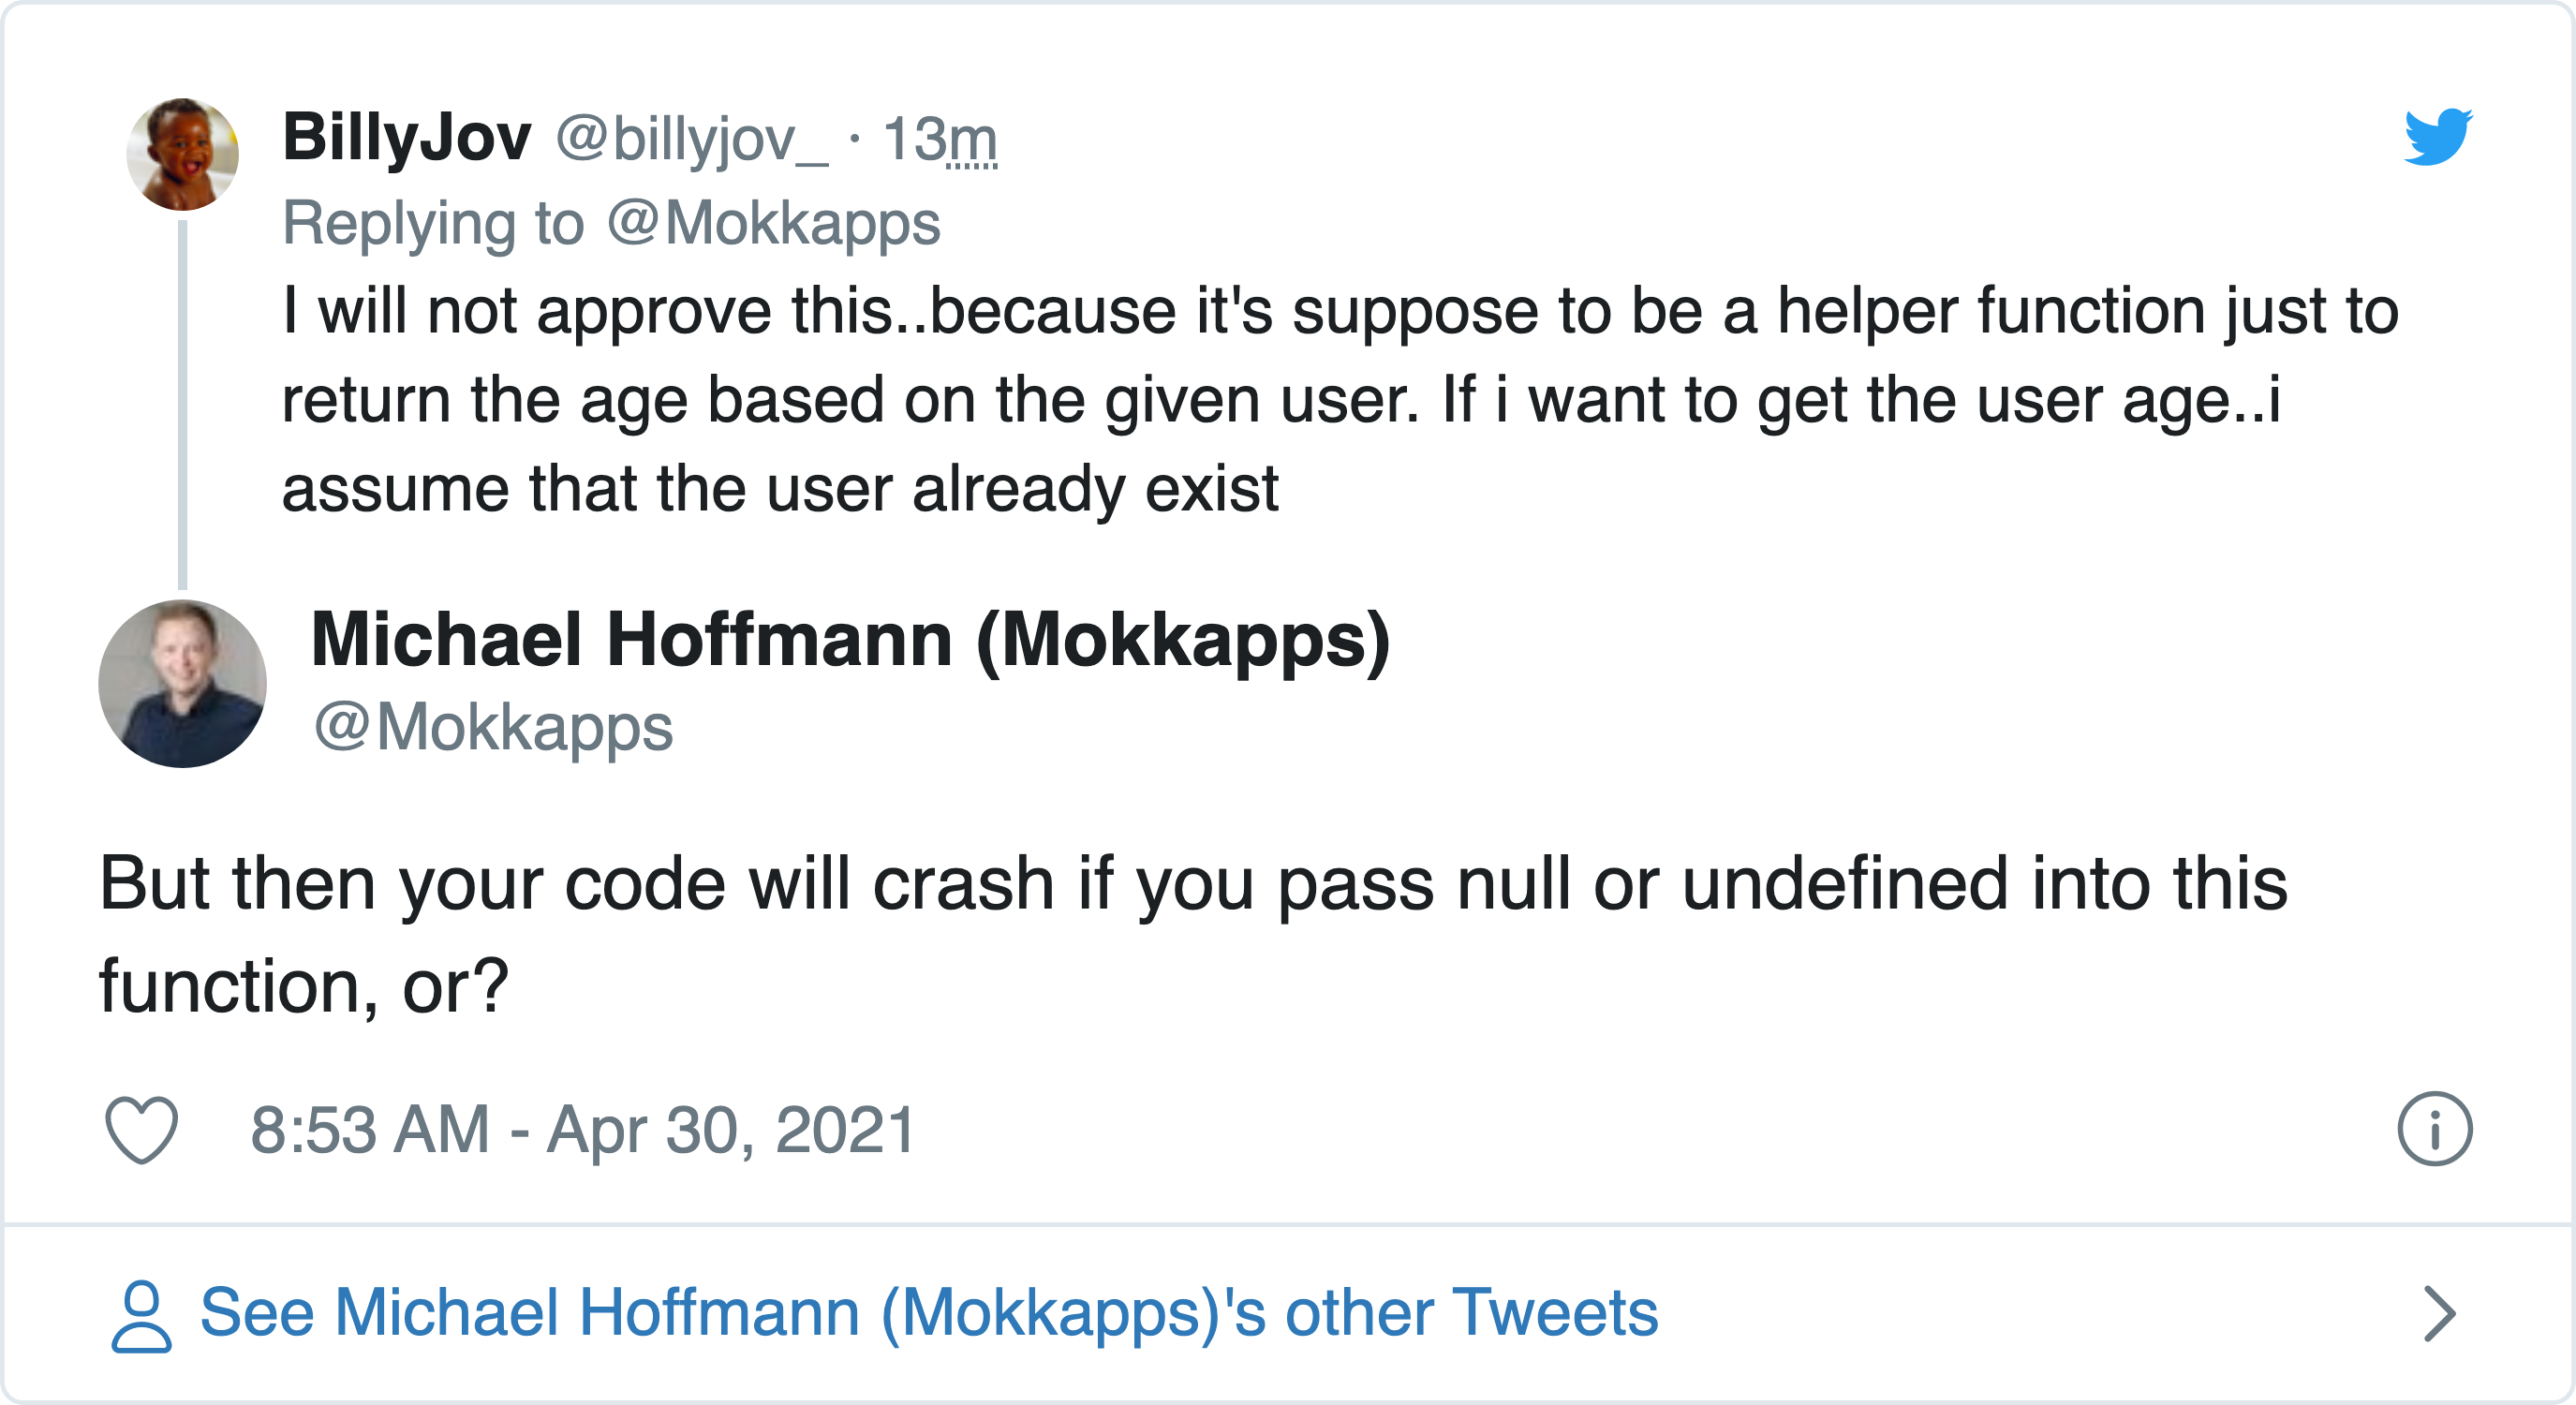 BillyJov @billyjov_ · 13m
Replying to @Mokkapps
I will not approve this..because it's suppose to be a helper function just to
return the age based on the given user. If i want to get the user age..i
assume that the user already exist
Michael Hoffmann (Mokkapps)
@Mokkapps
But then your code will crash if you pass null or undefined into this
function, or?
8:53 AM - Apr 30, 2021
See Michael Hoffmann (Mokkapps)'s other Tweets